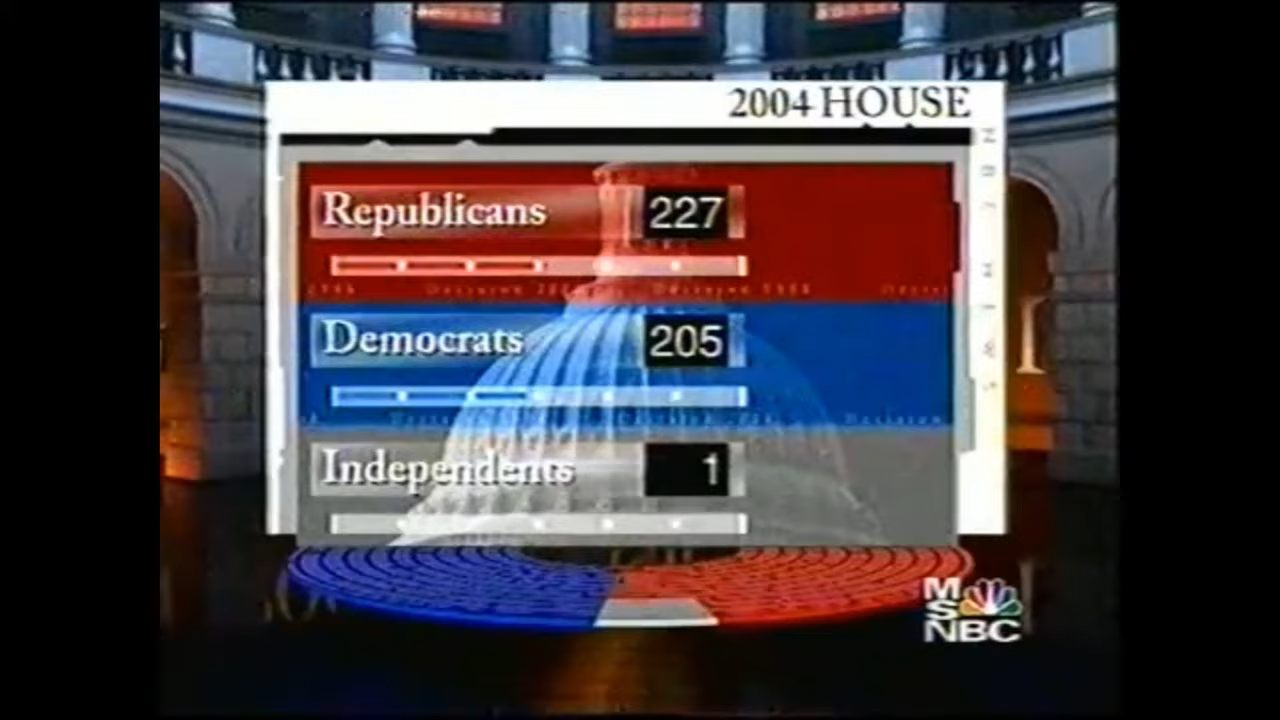 2004 HOUSE
Republicans
227
Democrats
205
Independents
1
MSNBC